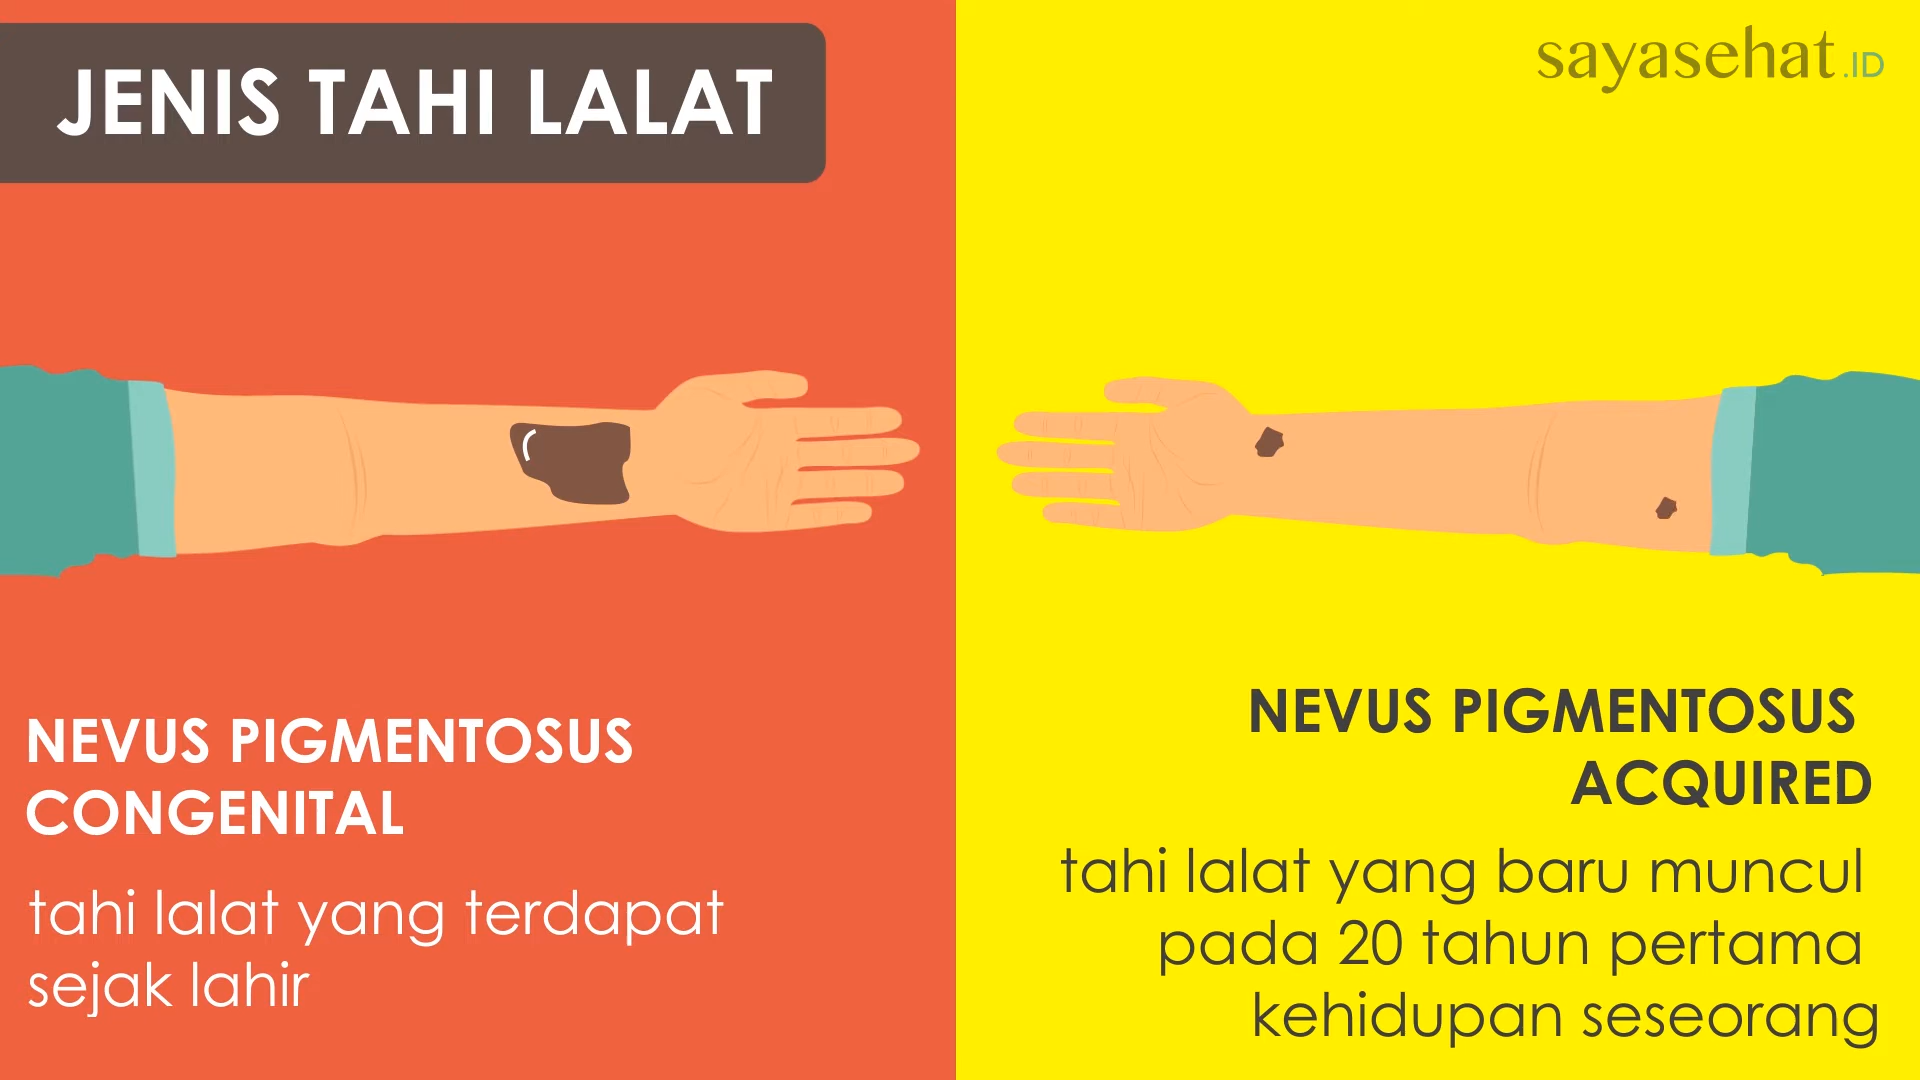 JENIS TAHI LALAT
sayasehat.ID
NEVUS PIGMENTOSUS
CONGENITAL
tahi lalat yang terdapat
sejak lahir
NEVUS PIGMENTOSUS
ACQUIRED
tahi lalat yang baru muncul
pada 20 tahun pertama
kehidupan seseorang